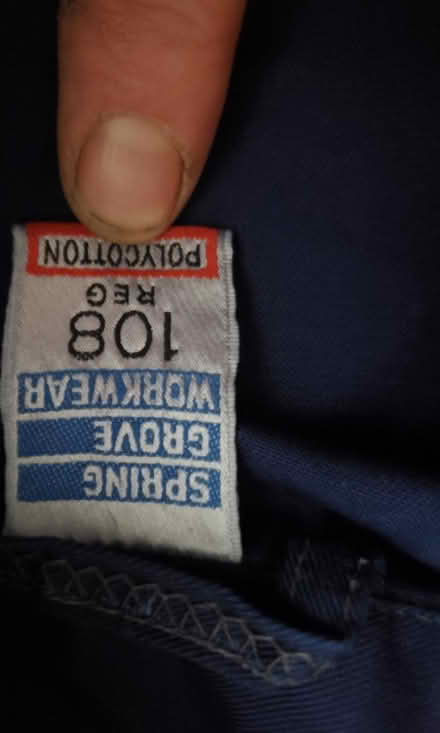 SPRING
GROVE
WORKWEAR
108
REG
POLYCOTTON